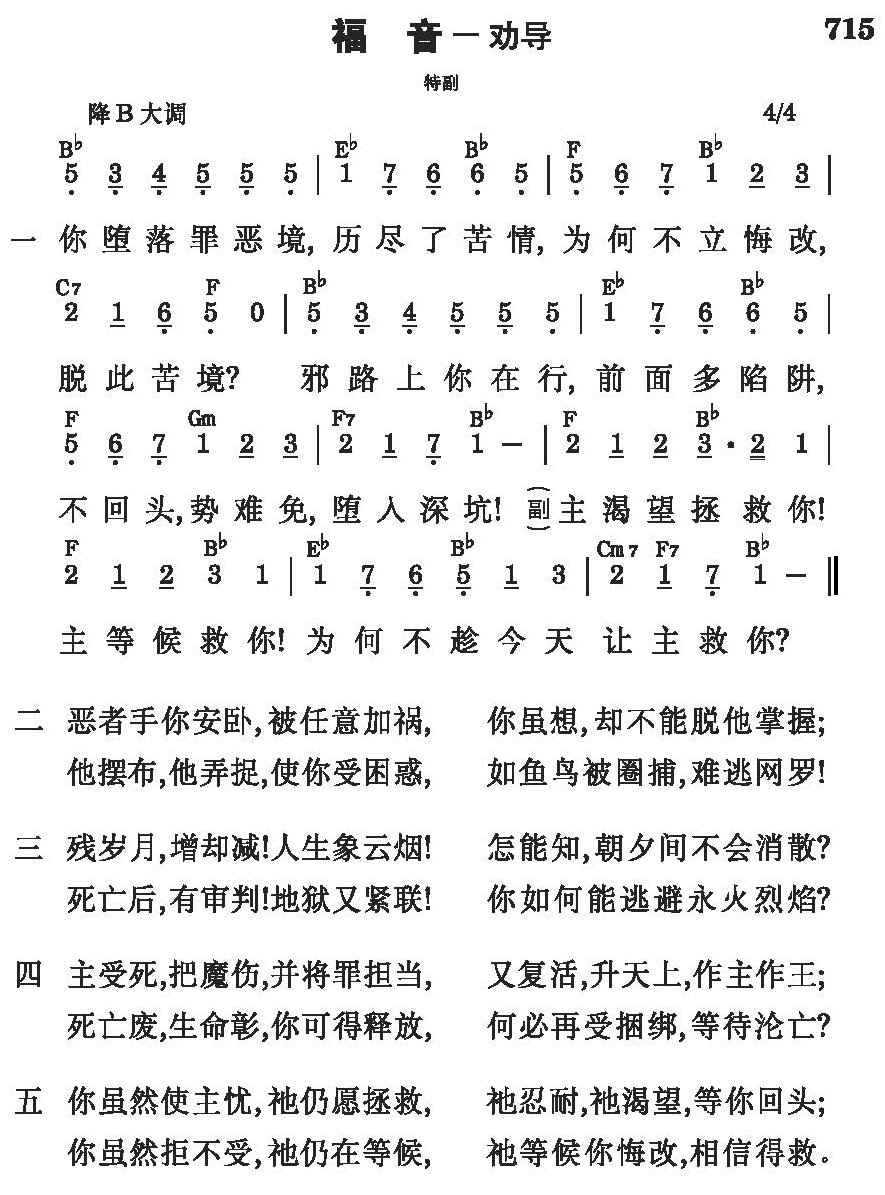 福 音－劝导 715
特副
降B大调 4/4
B♭ E♭ B♭ F B♭
5 3 4 5 5 5 | 1 7 6 6 5 | 5 6 7 1 2 3 |
一 你堕落罪恶境,历尽了苦情,为何不立悔改,
C7 F B♭ E♭ B♭
2 1 6 5 0 | 5 3 4 5 5 5 | 1 7 6 6 5 |
脱此苦境? 邪路上你在行,前面多陷阱,
F Gm F7 B♭ F B♭
5 6 7 1 2 3 | 2 1 7 1 － | 2 1 2 3 · 2 1 |
不回头,势难免,堕入深坑! (副)主渴望拯救你!
F B♭ E♭ B♭ Cm7 F7 B♭
2 1 2 3 1 | 1 7 6 5 1 3 | 2 1 7 1 － ‖
主等候救你!为何不趁今天让主救你?
二 恶者手你安卧,被任意加祸, 你虽想,却不能脱他掌握;
他摆布,他弄捉,使你受困惑, 如鱼鸟被圈捕,难逃网罗!
三 残岁月,增却减!人生象云烟! 怎能知,朝夕间不会消散?
死亡后,有审判!地狱又紧联! 你如何能逃避永火烈焰?
四 主受死,把魔伤,并将罪担当, 又复活,升天上,作主作王;
死亡废,生命彰,你可得释放, 何必再受捆绑,等待沦亡?
五 你虽然使主忧,祂仍愿拯救, 祂忍耐,祂渴望,等你回头;
你虽然拒不受,祂仍在等候, 祂等候你悔改,相信得救。